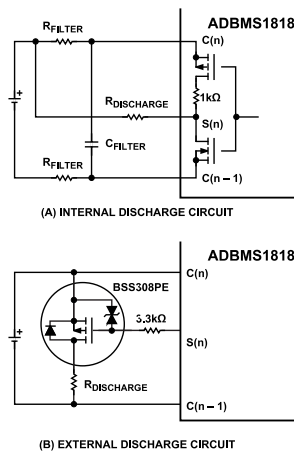 ADBMS1818
RFILTER
C(n)
1kΩ
RDISCHARGE
S(n)
CFILTER
RFILTER
C(n – 1)
(A) INTERNAL DISCHARGE CIRCUIT
ADBMS1818
C(n)
BSS308PE
3.3kΩ
S(n)
RDISCHARGE
C(n – 1)
(B) EXTERNAL DISCHARGE CIRCUIT